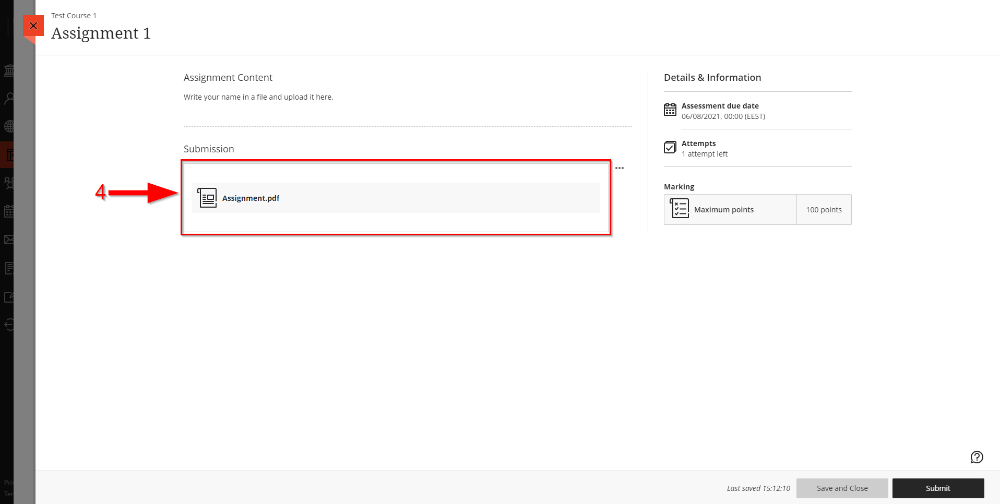 Test Course 1
Assignment 1
Assignment Content
Write your name in a file and upload it here.
Submission
4
Assignment.pdf
Details & Information
Assessment due date
06/08/2021, 00:00 (EEST)
Attempts
1 attempt left
Marking
Maximum points
100 points
Last saved 15:12:10
Save and Close
Submit